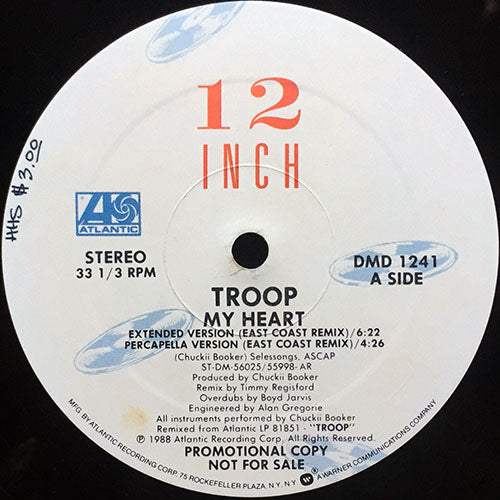 12
INCH
HHS $3.00
ATLANTIC
STEREO
33 1/3 RPM
DMD 1241
A SIDE
TROOP
MY HEART
EXTENDED VERSION (EAST COAST REMIX)/6:22
PERCAPELLA VERSION (EAST COAST REMIX)/4:26
(Chuckii Booker) Selessongs, ASCAP
ST-DM-56025/55998-AR
Produced by Chuckii Booker
Remix by Timmy Regisford
Overdubs by Boyd Jarvis
Engineered by Alan Gregorie
All instruments performed by Chuckii Booker
Remixed from Atlantic LP 81851 - "TROOP"
℗ 1988 Atlantic Recording Corp. All Rights Reserved.
PROMOTIONAL COPY
NOT FOR SALE
MFG BY ATLANTIC RECORDING CORP. 75 ROCKEFELLER PLAZA, N.Y. N.Y. W ® A WARNER COMMUNICATIONS COMPANY